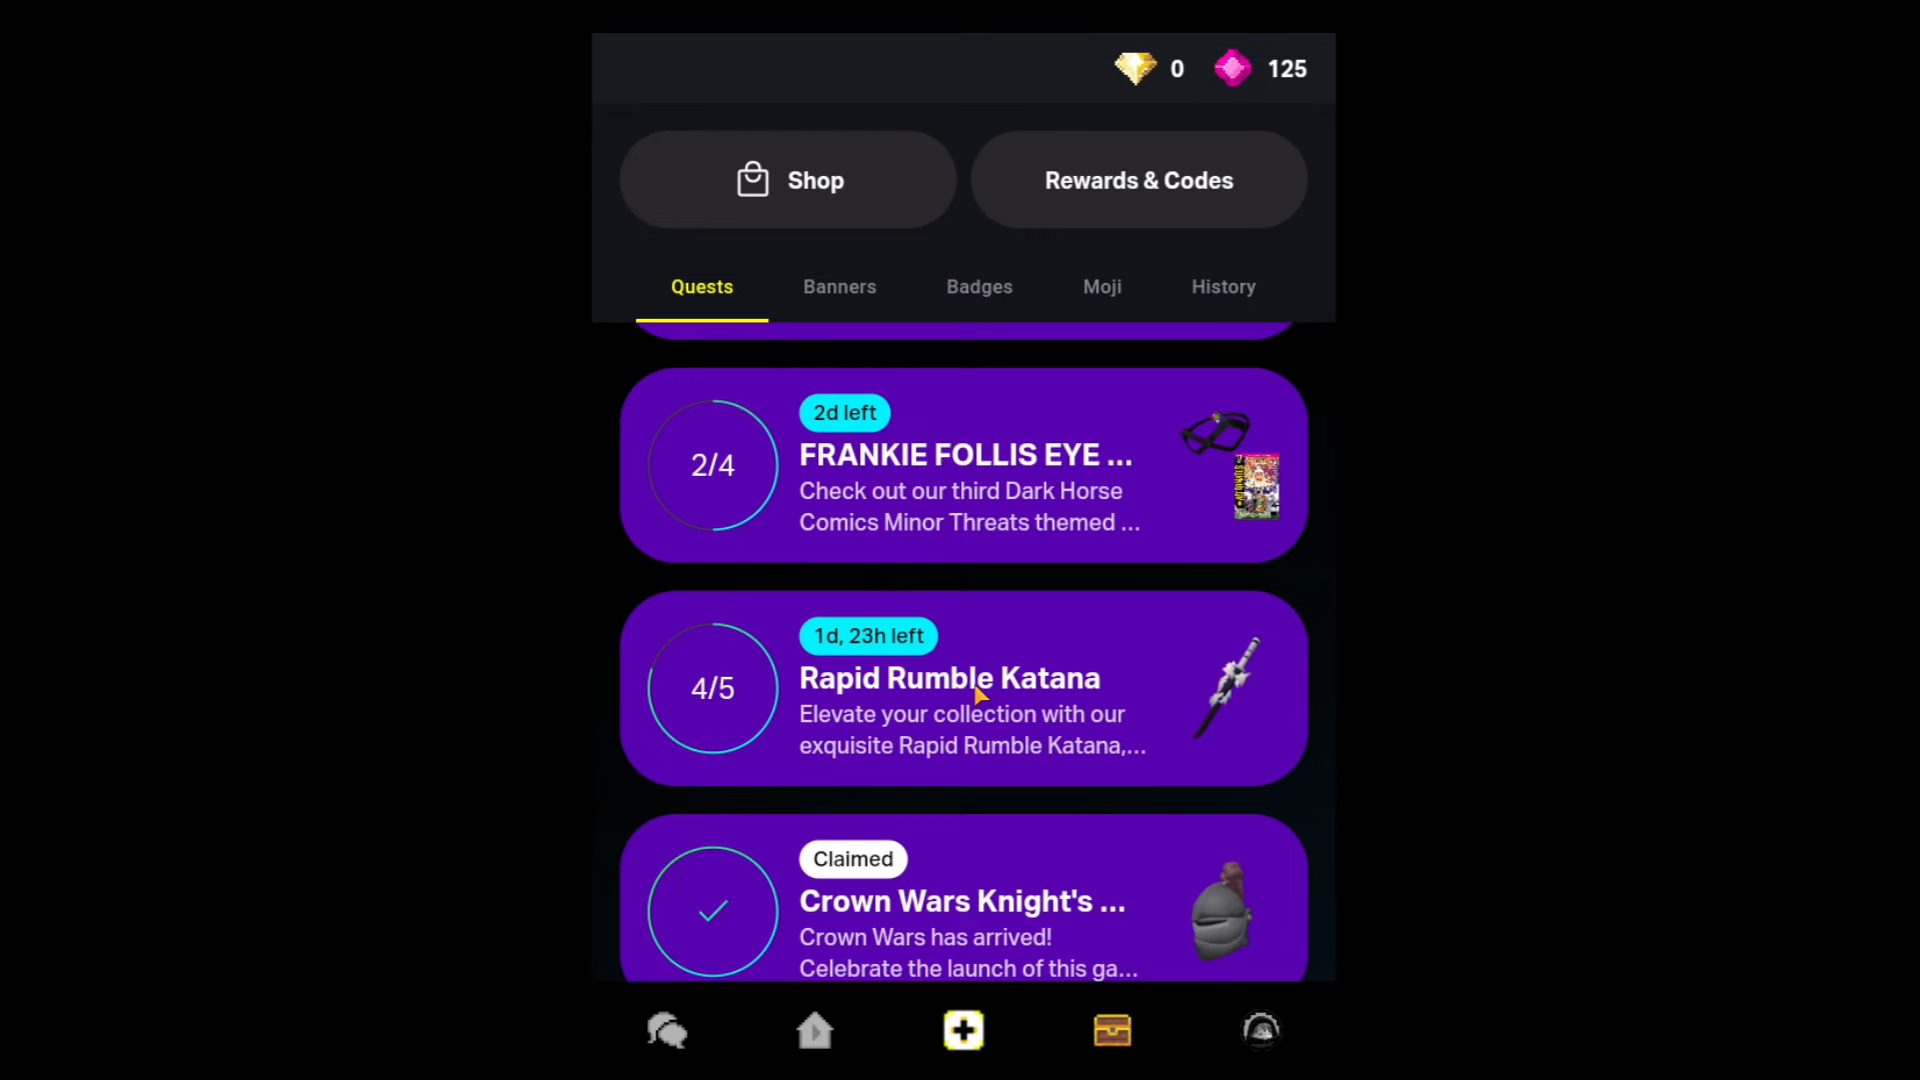 0 125
Shop Rewards & Codes
Quests Banners Badges Moji History
2d left
2/4
FRANKIE FOLLIS EYE ...
Check out our third Dark Horse
Comics Minor Threats themed ...
1d, 23h left
4/5
Rapid Rumble Katana
Elevate your collection with our
exquisite Rapid Rumble Katana,...
Claimed
Crown Wars Knight's ...
Crown Wars has arrived!
Celebrate the launch of this ga...